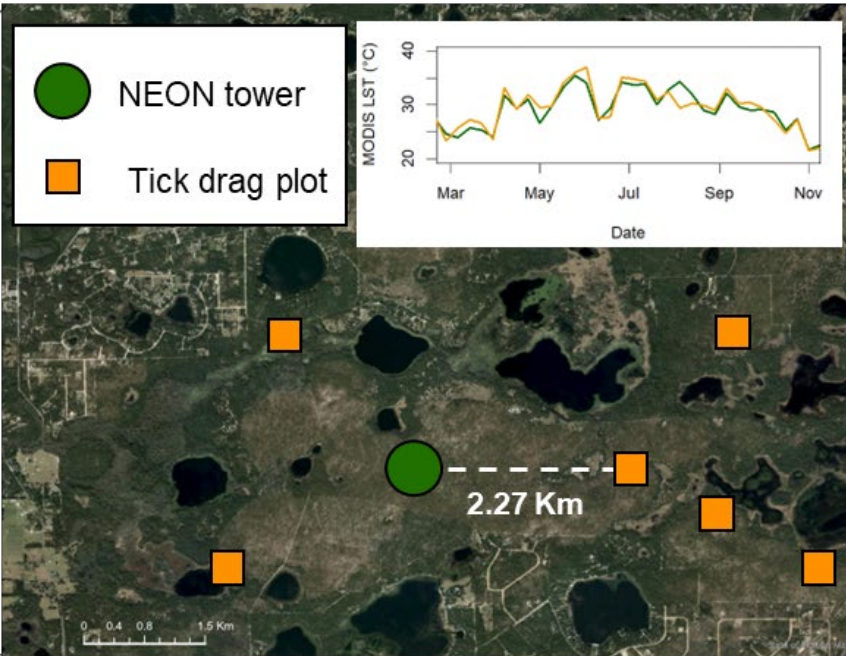 NEON tower
Tick drag plot
MODIS LST (°C)
40
30
20
Mar May Jul Sep Nov
Date
2.27 Km
0 0.4 0.8 1.5 Km